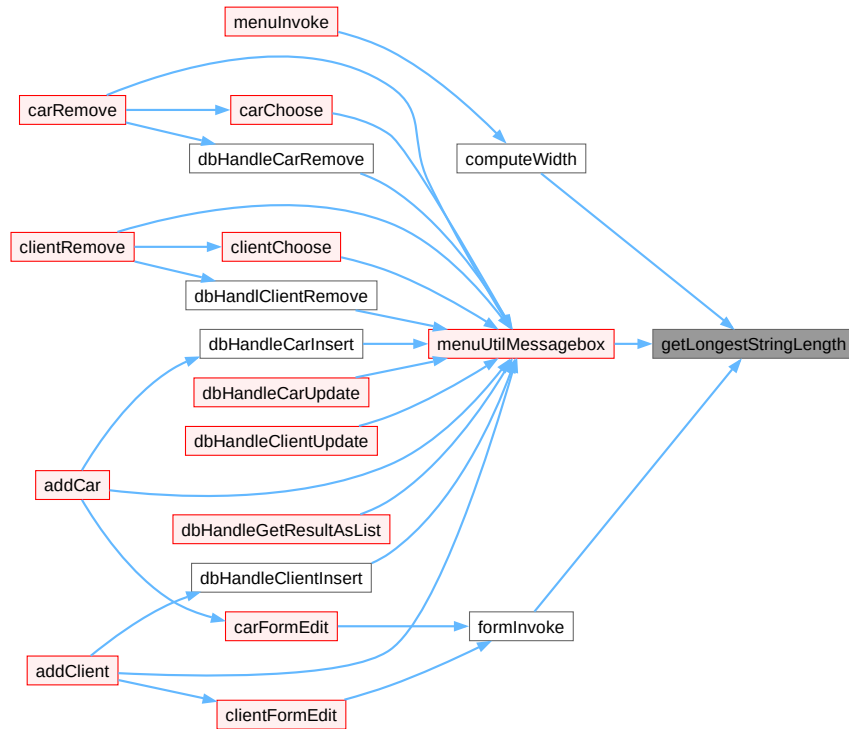 menuInvoke
carRemove
carChoose
dbHandleCarRemove
computeWidth
clientRemove
clientChoose
dbHandlClientRemove
dbHandleCarInsert
menuUtilMessagebox
getLongestStringLength
dbHandleCarUpdate
dbHandleClientUpdate
addCar
dbHandleGetResultAsList
dbHandleClientInsert
carFormEdit
formInvoke
addClient
clientFormEdit